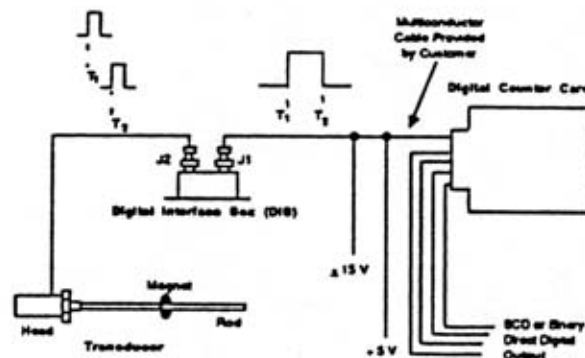 Multiconductor
Cable Provided
by Customer
Digital Counter Card
T1
T2
T1
T2
J2
J1
Digital Interface Box (DIB)
± 15 V
+5 V
Magnet
Head
Rod
Transducer
BCD or Binary
Direct Digital
Output